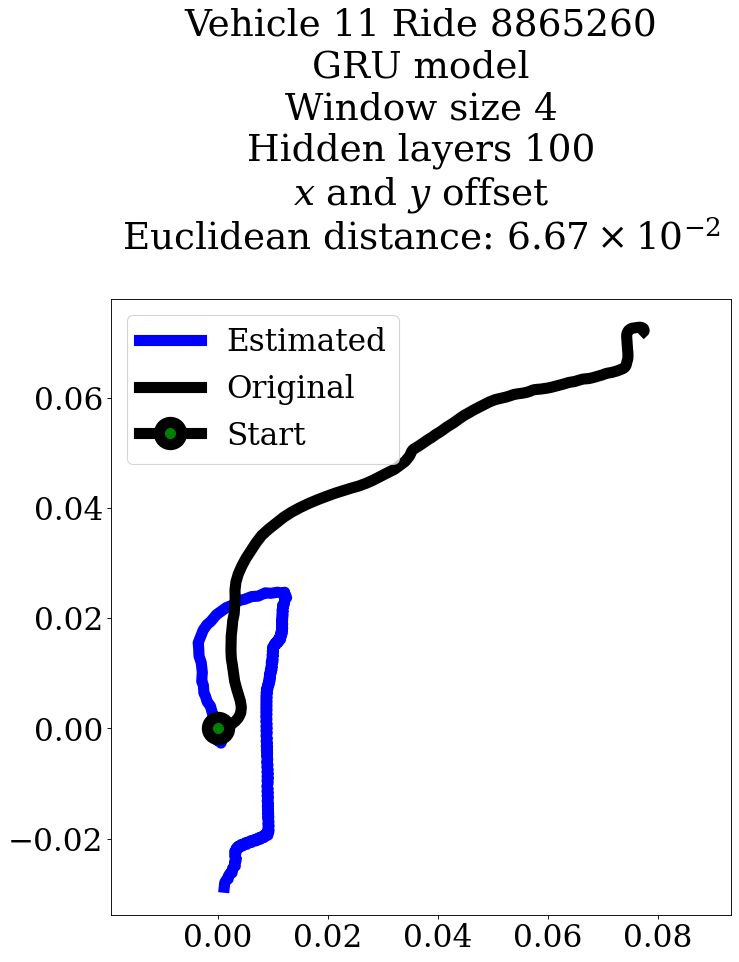 Vehicle 11 Ride 8865260
GRU model
Window size 4
Hidden layers 100
x and y offset
Euclidean distance: 6.67 × 10⁻²
Estimated
Original
Start
0.06
0.04
0.02
0.00
−0.02
0.00 0.02 0.04 0.06 0.08